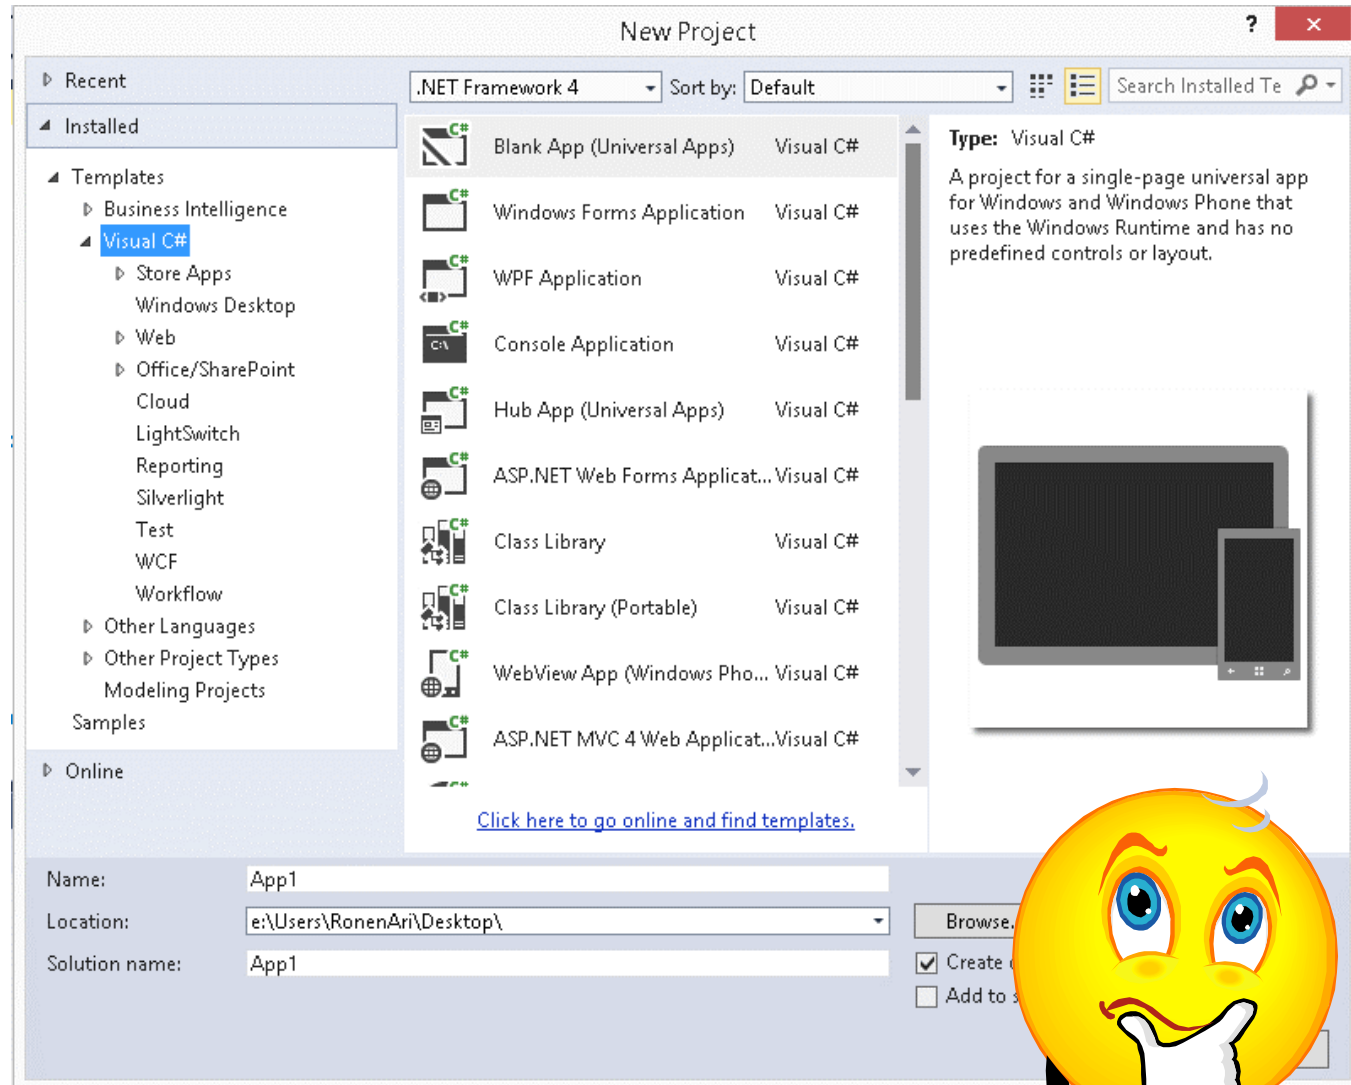 New Project
?
Recent
Installed
Templates
Business Intelligence
Visual C#
Store Apps
Windows Desktop
Web
Office/SharePoint
Cloud
LightSwitch
Reporting
Silverlight
Test
WCF
Workflow
Other Languages
Other Project Types
Modeling Projects
Samples
Online
.NET Framework 4 Sort by: Default
Search Installed Te
Blank App (Universal Apps) Visual C#
Windows Forms Application Visual C#
WPF Application Visual C#
Console Application Visual C#
Hub App (Universal Apps) Visual C#
ASP.NET Web Forms Applicat... Visual C#
Class Library Visual C#
Class Library (Portable) Visual C#
WebView App (Windows Pho... Visual C#
ASP.NET MVC 4 Web Applicat... Visual C#
Click here to go online and find templates.
Type: Visual C#
A project for a single-page universal app
for Windows and Windows Phone that
uses the Windows Runtime and has no
predefined controls or layout.
Name: App1
Location: e:\Users\RonenAri\Desktop\
Browse.
Solution name: App1
Create
Add to